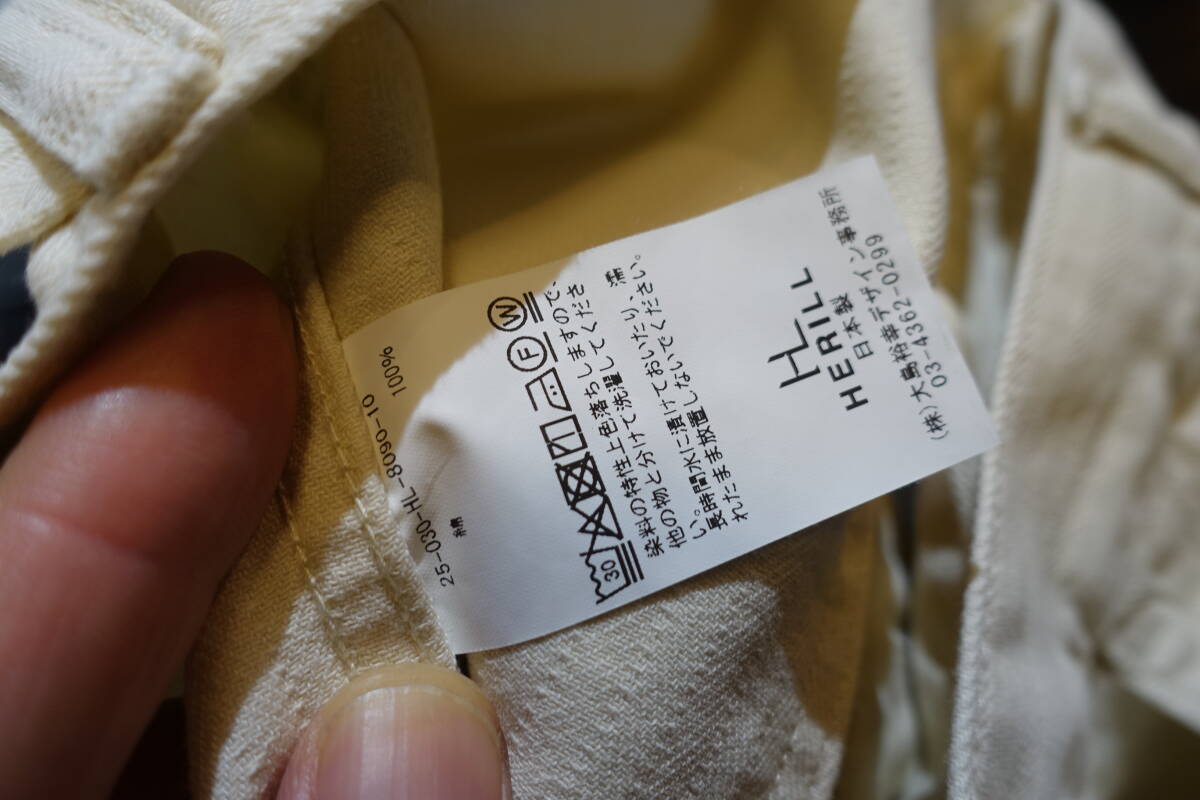 25-030-HL-8090-10
綿 100%
30 F W
染料の特性上色落ちしますので、
他の物と分けて洗濯してくださ
い。長時間水に漬けておいたり、濡
れたまま放置しないでください。
HL
HERILL
日本製
(株)大島裕幸デザイン事務所
03-4362-0299